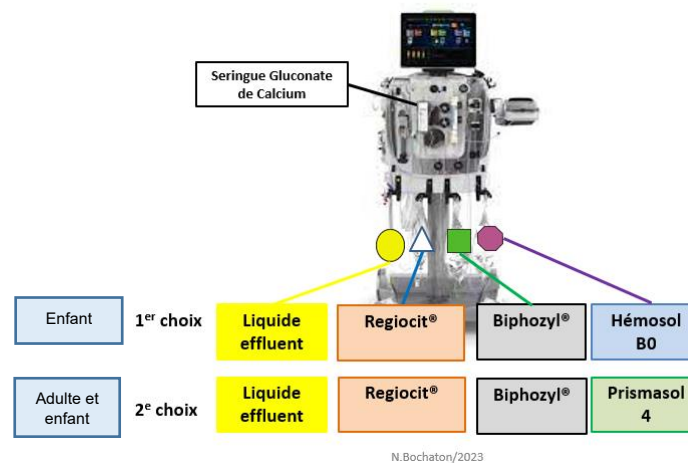 Seringue Gluconate
de Calcium
Enfant
1er choix
Liquide
effluent
Regiocit®
Biphozyl®
Hémosol
B0
Adulte et
enfant
2e choix
Liquide
effluent
Regiocit®
Biphozyl®
Prismasol
4
N.Bochaton/2023